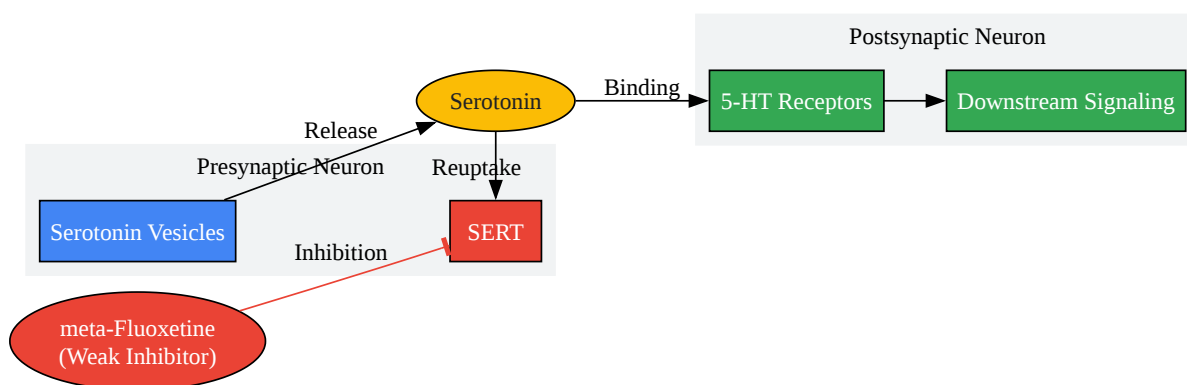 Postsynaptic Neuron
Serotonin
Binding
5-HT Receptors
Downstream Signaling
Release
Presynaptic Neuron
Reuptake
Serotonin Vesicles
SERT
Inhibition
meta-Fluoxetine
(Weak Inhibitor)